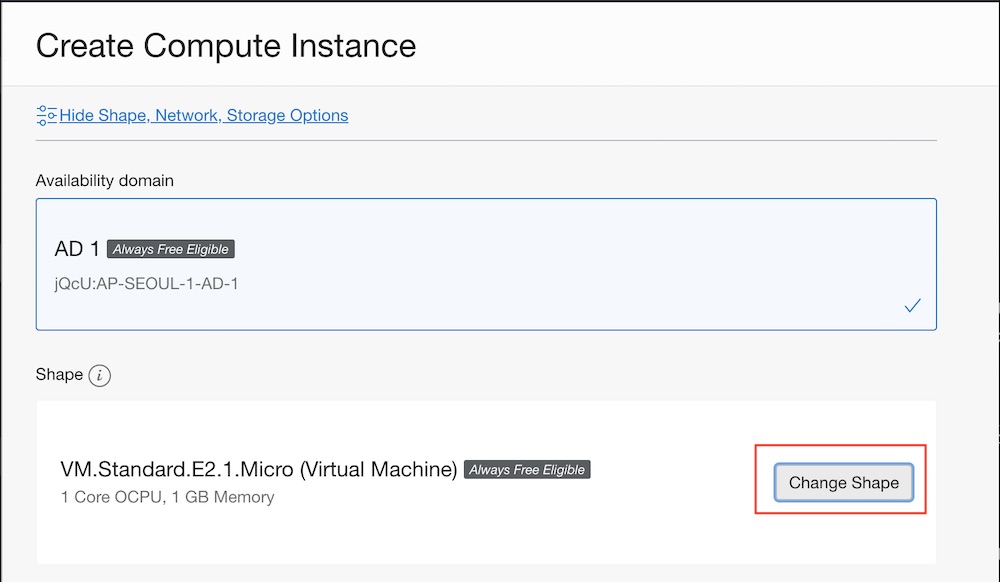 Create Compute Instance
Hide Shape, Network, Storage Options
Availability domain
AD 1 Always Free Eligible
jQcU:AP-SEOUL-1-AD-1
Shape i
VM.Standard.E2.1.Micro (Virtual Machine) Always Free Eligible
1 Core OCPU, 1 GB Memory
Change Shape